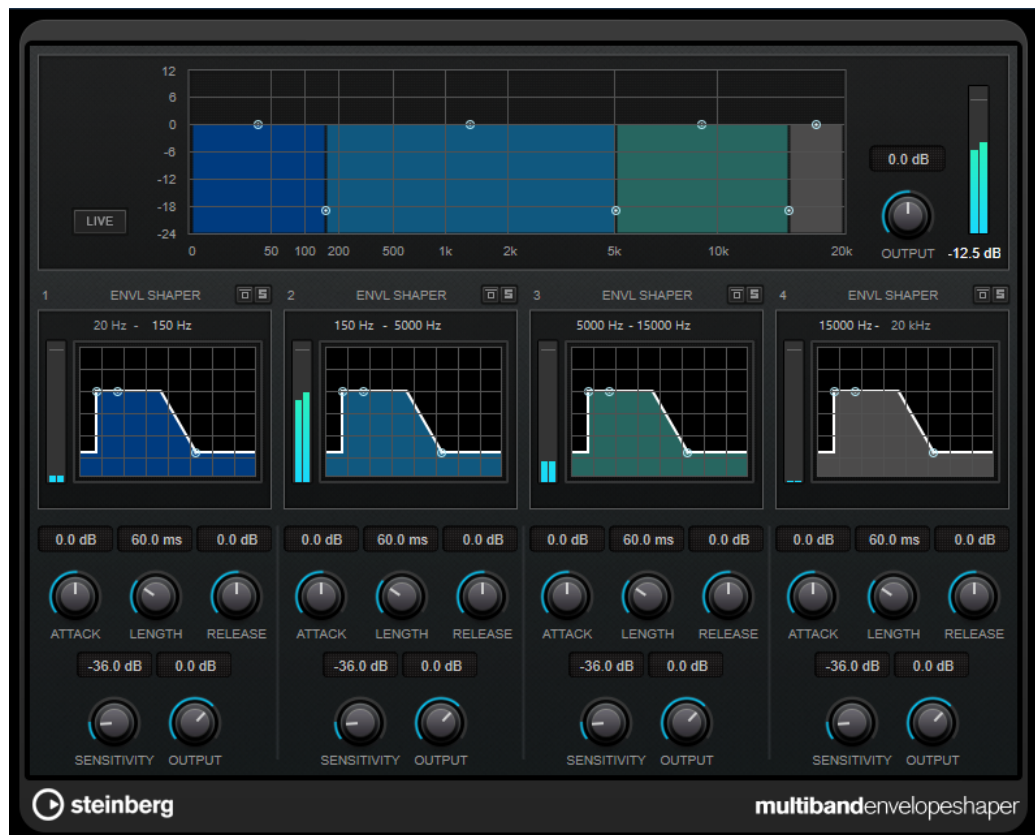 12
6
0
-6
-12
-18
-24
LIVE
0 50 100 200 500 1k 2k 5k 10k 20k
0.0 dB
OUTPUT -12.5 dB
1 ENVL SHAPER S
2 ENVL SHAPER S
3 ENVL SHAPER S
4 ENVL SHAPER S
20 Hz - 150 Hz
150 Hz - 5000 Hz
5000 Hz - 15000 Hz
15000 Hz - 20 kHz
0.0 dB 60.0 ms 0.0 dB
0.0 dB 60.0 ms 0.0 dB
0.0 dB 60.0 ms 0.0 dB
0.0 dB 60.0 ms 0.0 dB
ATTACK LENGTH RELEASE
ATTACK LENGTH RELEASE
ATTACK LENGTH RELEASE
ATTACK LENGTH RELEASE
-36.0 dB 0.0 dB
-36.0 dB 0.0 dB
-36.0 dB 0.0 dB
-36.0 dB 0.0 dB
SENSITIVITY OUTPUT
SENSITIVITY OUTPUT
SENSITIVITY OUTPUT
SENSITIVITY OUTPUT
steinberg
multibandenvelopeshaper